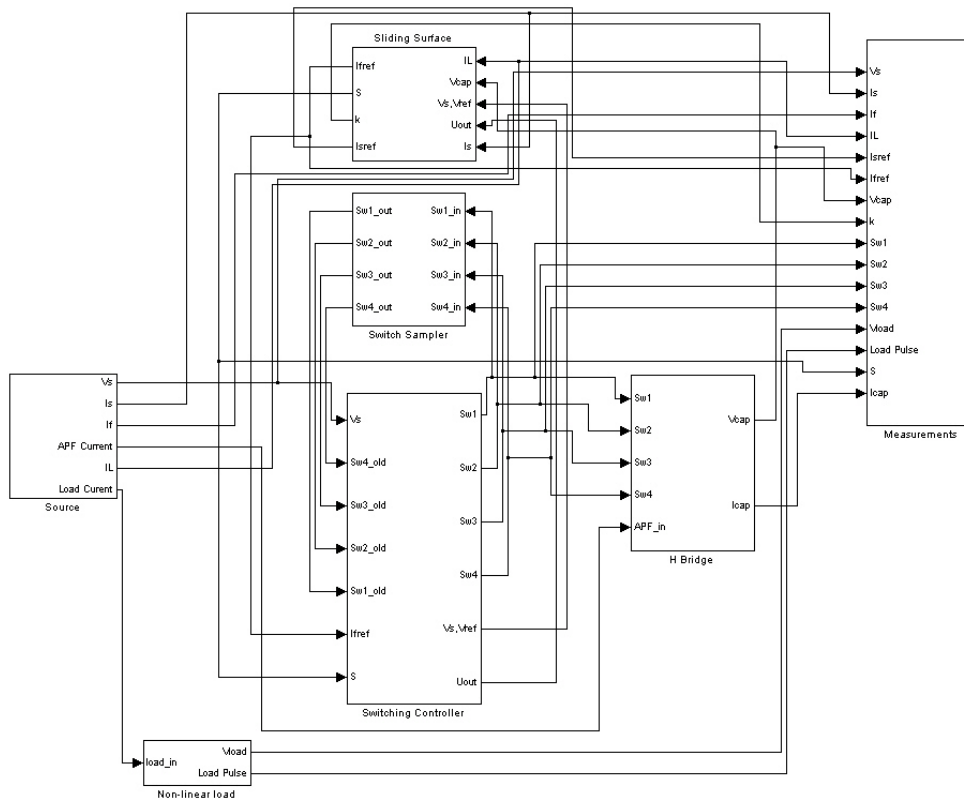 Sliding Surface
Ifref
S
k
Isref
IL
Vcap
Vs,Vref
Uout
Is
Sw1_out
Sw2_out
Sw3_out
Sw4_out
Sw1_in
Sw2_in
Sw3_in
Sw4_in
Switch Sampler
Vs
Is
If
APF Current
IL
Load Curent
Source
Vs
Sw4_old
Sw3_old
Sw2_old
Sw1_old
Ifref
S
Sw1
Sw2
Sw3
Sw4
Vs,Vref
Uout
Switching Controller
Sw1
Sw2
Sw3
Sw4
APF_in
Vcap
Icap
H Bridge
Vs
Is
If
IL
Isref
Ifref
Vcap
k
Sw1
Sw2
Sw3
Sw4
Vload
Load Pulse
S
Icap
Measurements
load_in
Vload
Load Pulse
Non-linear load